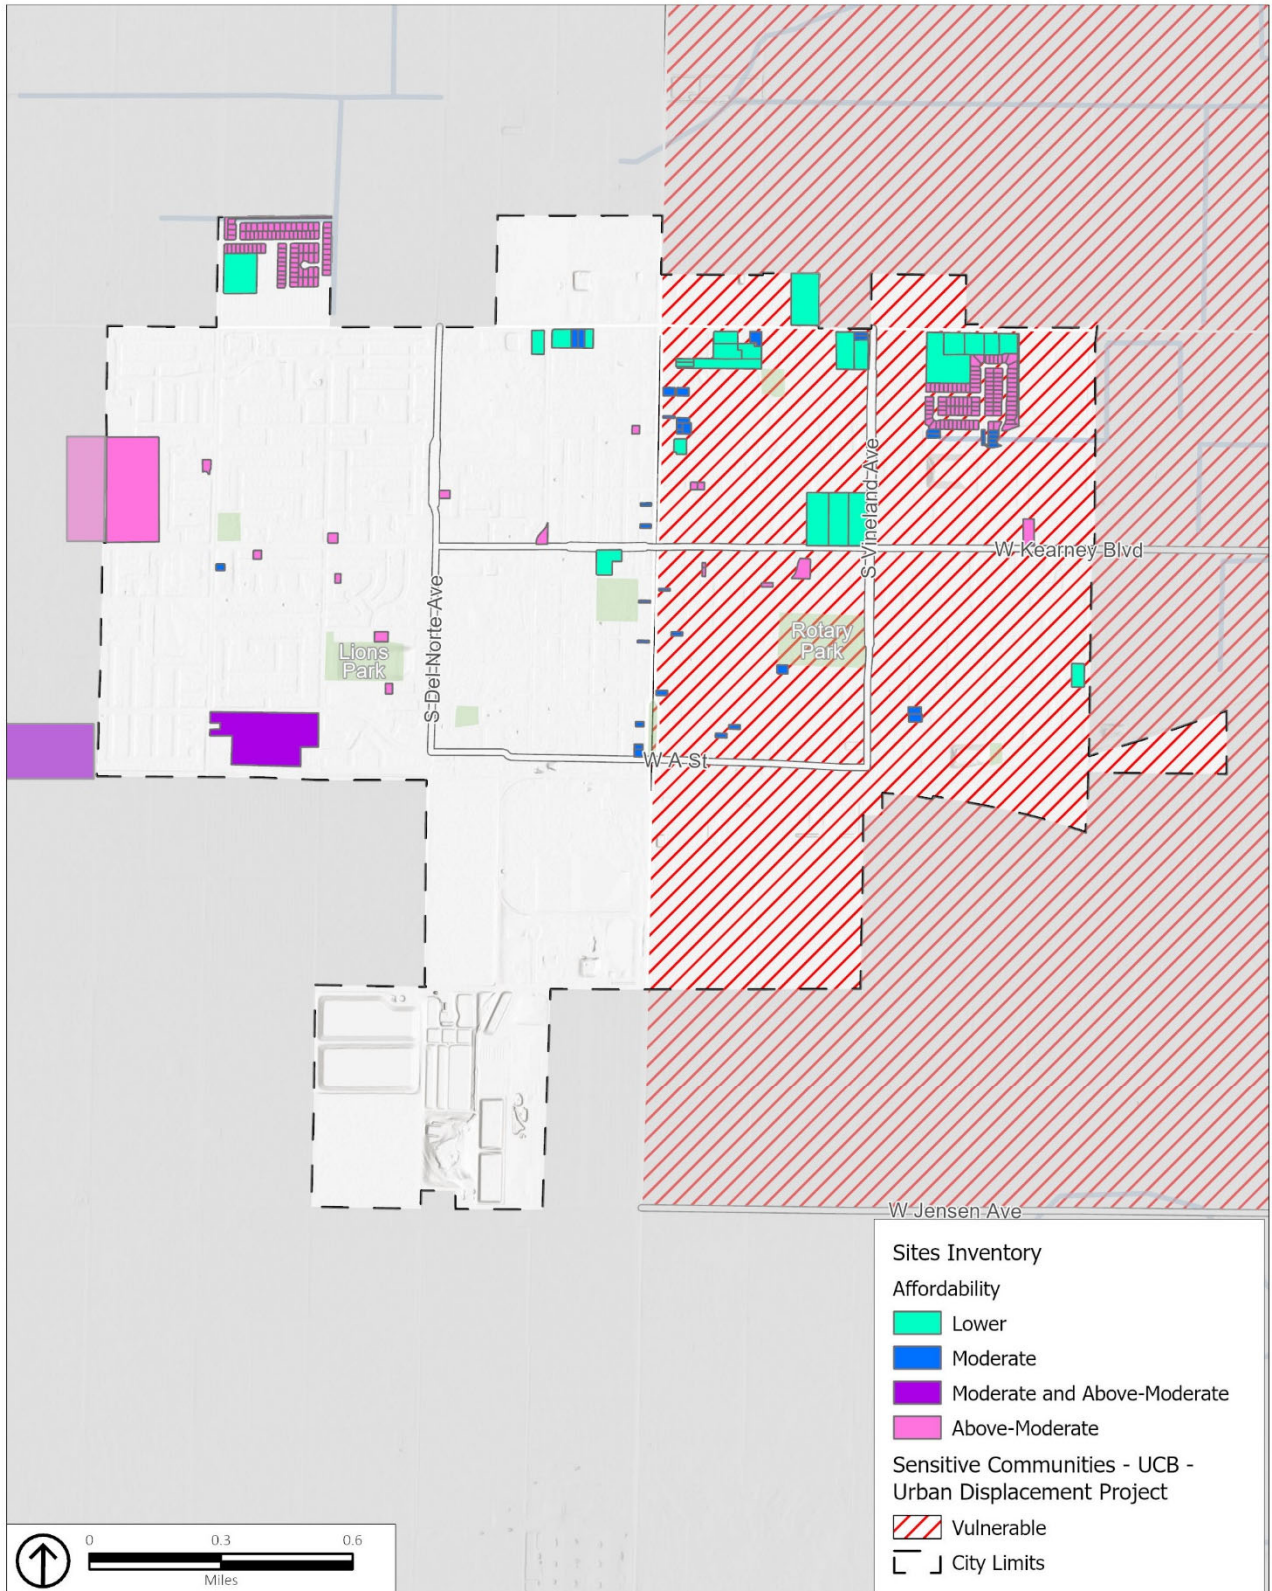 S Vineland Ave
W Kearney Blvd
S Del Norte Ave
Rotary
Park
Lions
Park
W A St
W Jensen Ave
Sites Inventory
Affordability
Lower
Moderate
Moderate and Above-Moderate
Above-Moderate
Sensitive Communities - UCB -
Urban Displacement Project
Vulnerable
City Limits
0 0.3 0.6
Miles